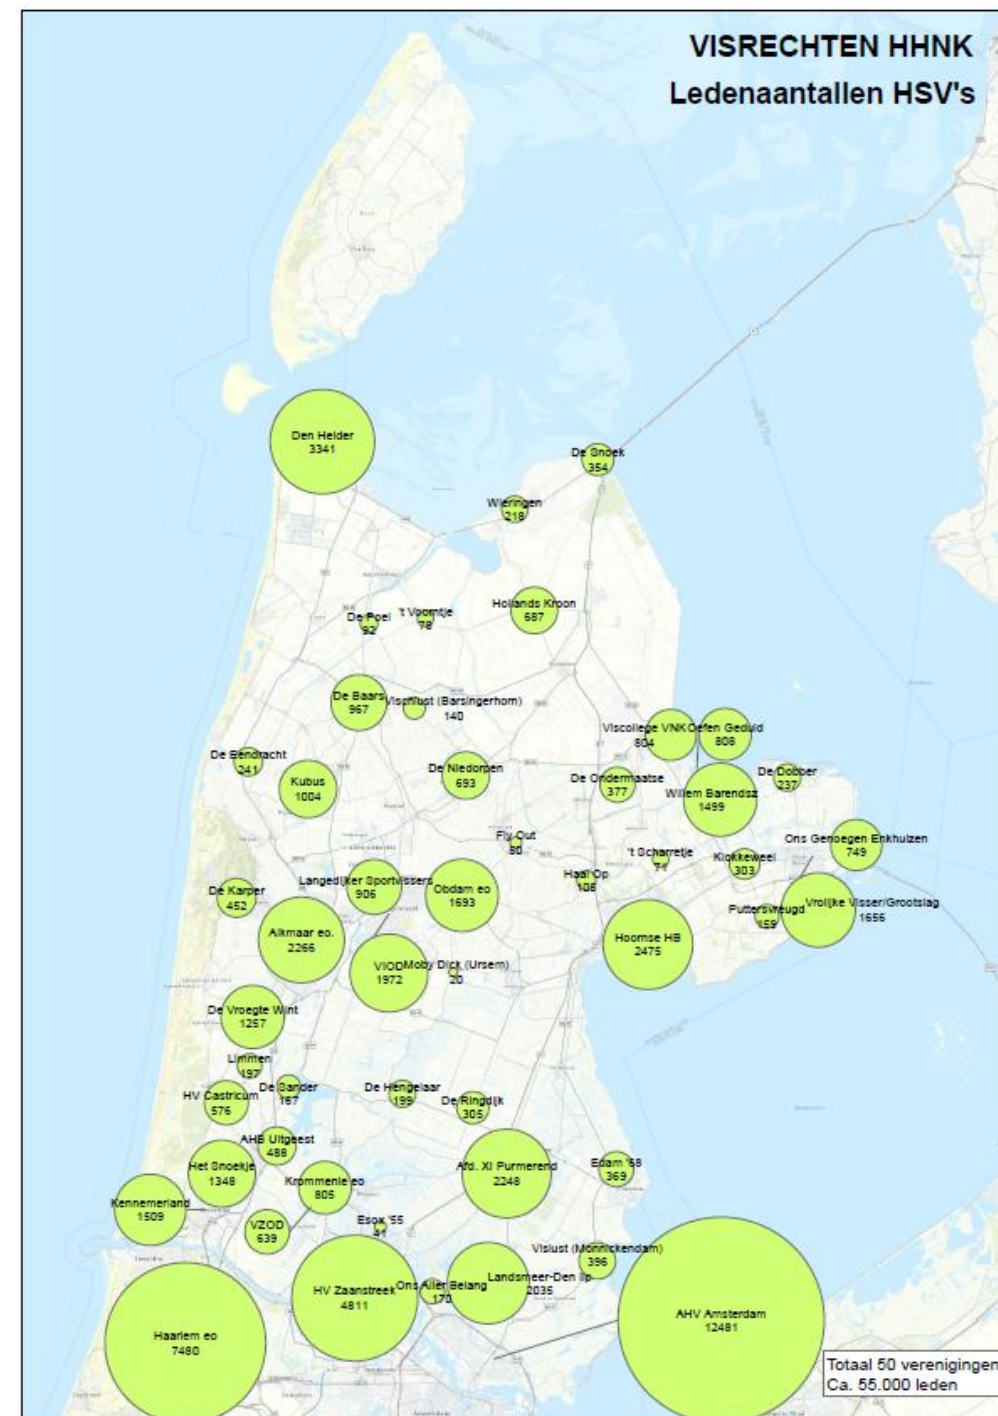 VISRECHTEN HHNK
Ledenaantallen HSV's
Den Helder
3341
De Snoek
354
Wieringen
218
Hollands Kroon
687
't Voorntje
78
De Poel
92
De Baars
967
Vischlust (Barsingerhorn)
140
Viscollege VNK
804
Oefen Geduld
808
De Eendracht
241
Kubus
1004
De Niedorpen
693
De Ondermaatse
377
Willem Barendsz
1499
De Dobber
237
Fly Out
Ons Genoegen Enkhuizen
749
't Scharretje
71
Klokkeweel
303
Haal Op
106
Langedijker Sportvissers
906
De Karper
452
Obdam eo
1693
Puttersvreugd
159
Vrolijke Visser/Grootslag
1656
Alkmaar eo.
2266
Hoornse HB
2475
VIOD
1972
Moby Dick (Ursem)
20
De Vroegte Wint
1257
Limmen
197
De Sander
167
De Hengelaar
199
HV Castricum
576
De Ringdijk
305
AHB Uitgeest
488
Het Snoekje
1348
Krommenie eo
805
Afd. XI Purmerend
2248
Edam '58
369
Kennemerland
1509
VZOD
639
Esox '55
41
Vislust (Monnickendam)
396
HV Zaanstreek
4811
Ons Aller Belang
170
Landsmeer-Den Ilp
2035
AHV Amsterdam
12481
Haarlem eo
7480
Totaal 50 verenigingen
Ca. 55.000 leden